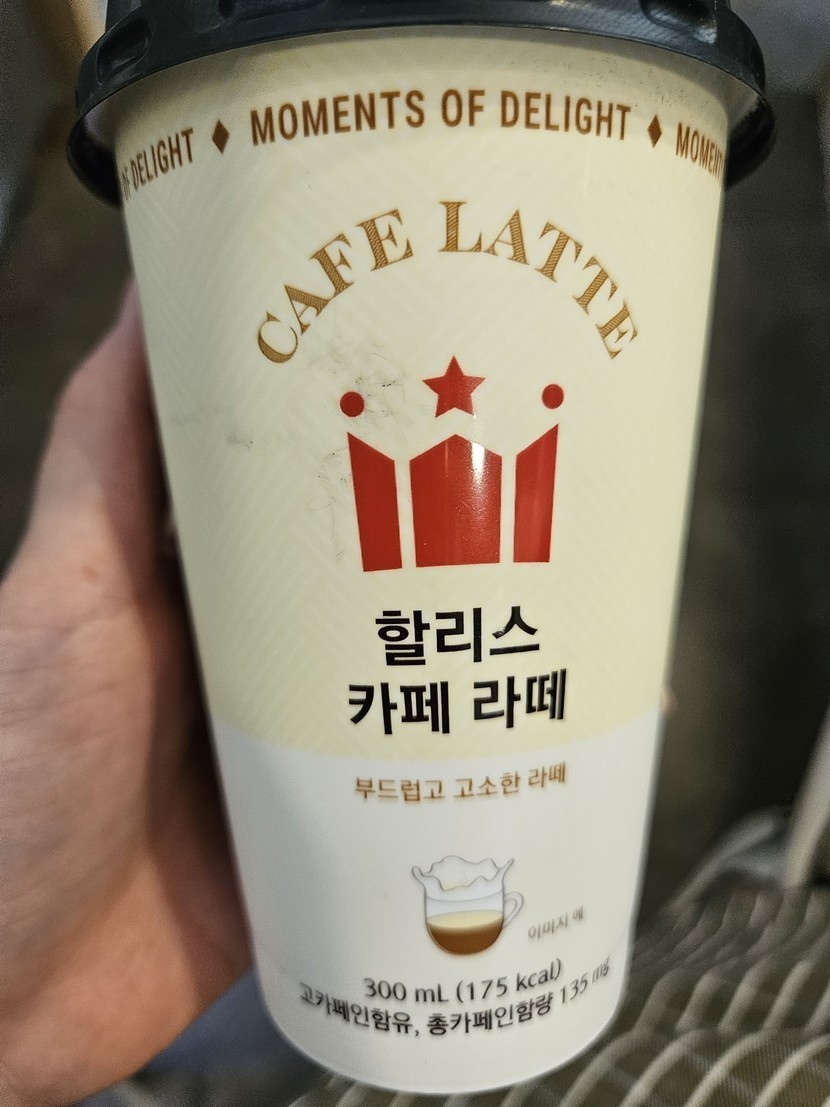 OF DELIGHT ♦ MOMENTS OF DELIGHT ♦ MOMENT
CAFE LATTE
할리스
카페 라떼
부드럽고 고소한 라떼
이미지 예
300 mL (175 kcal)
고카페인함유, 총카페인함량 135 mg